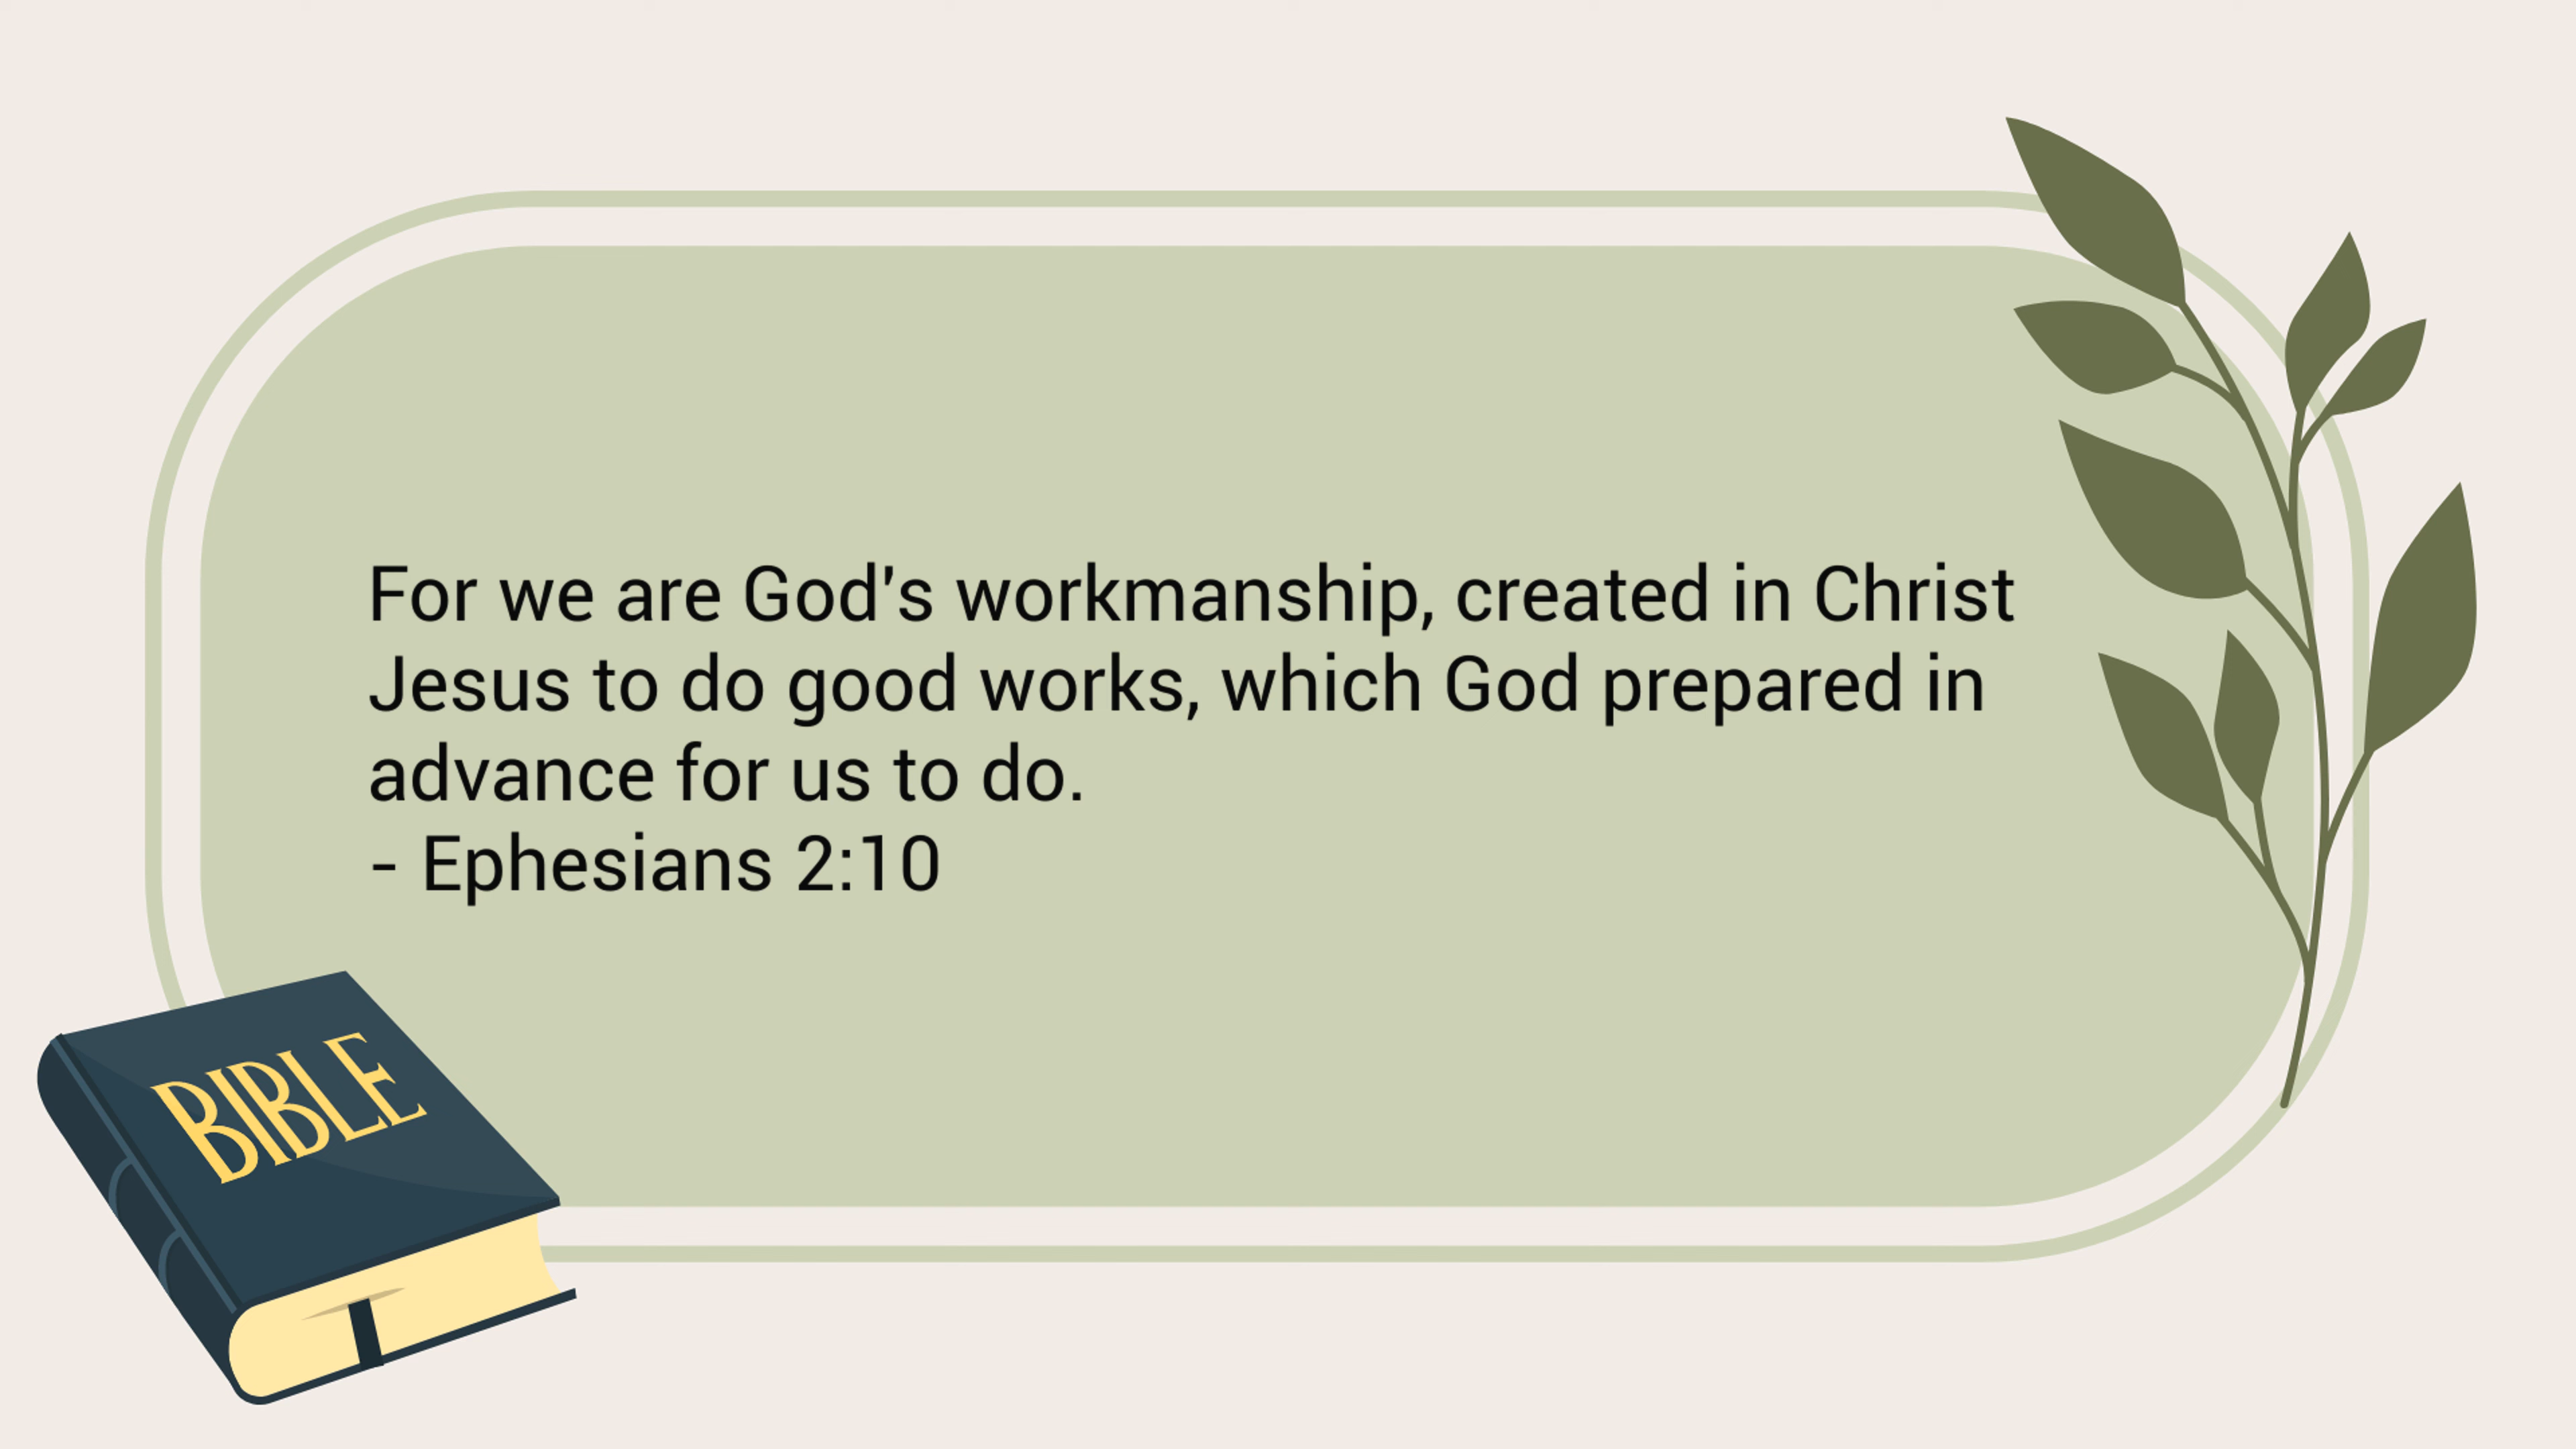 For we are God's workmanship, created in Christ
Jesus to do good works, which God prepared in
advance for us to do.
- Ephesians 2:10
BIBLE